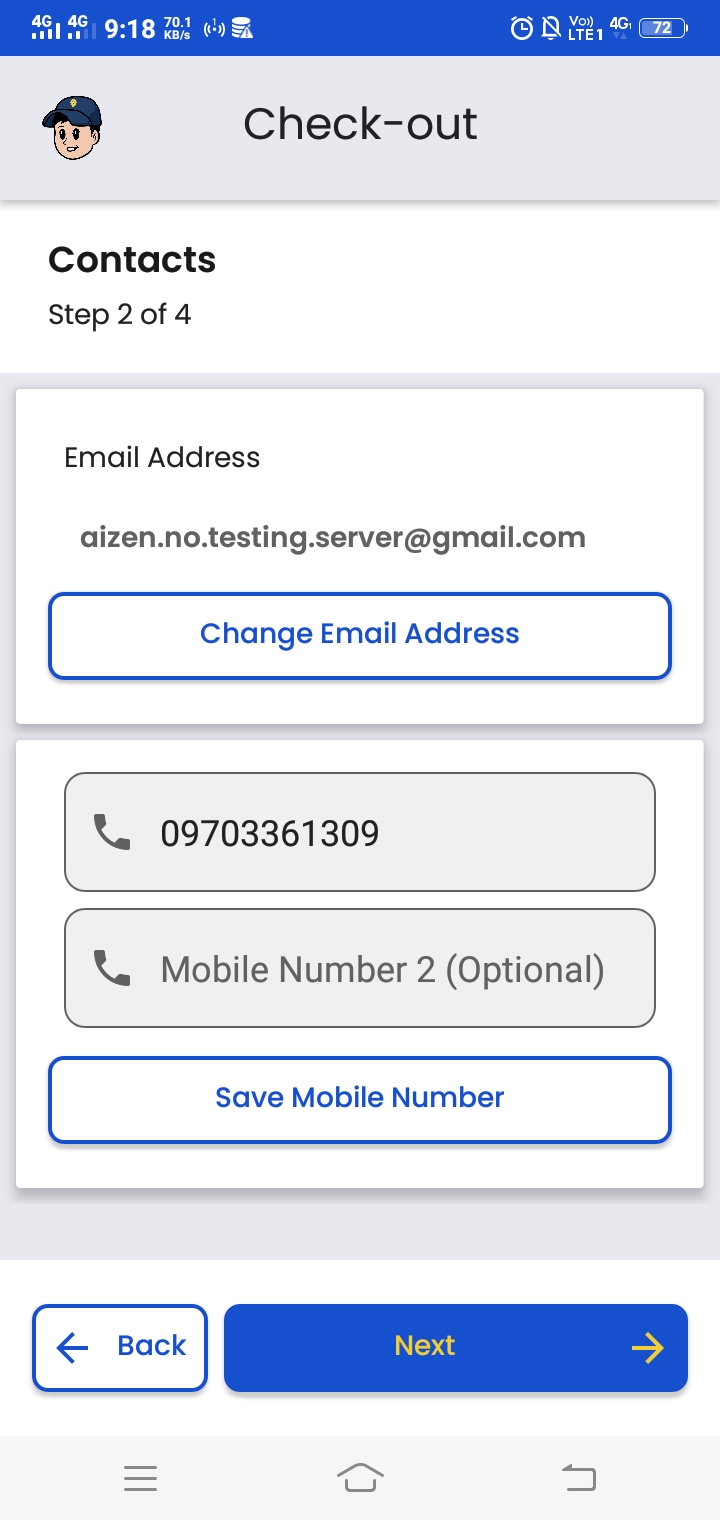 4G 4G 9:18 70.1 KB/s Vo)) LTE1 4G 72
Check-out
Contacts
Step 2 of 4
Email Address
aizen.no.testing.server@gmail.com
Change Email Address
09703361309
Mobile Number 2 (Optional)
Save Mobile Number
Back Next